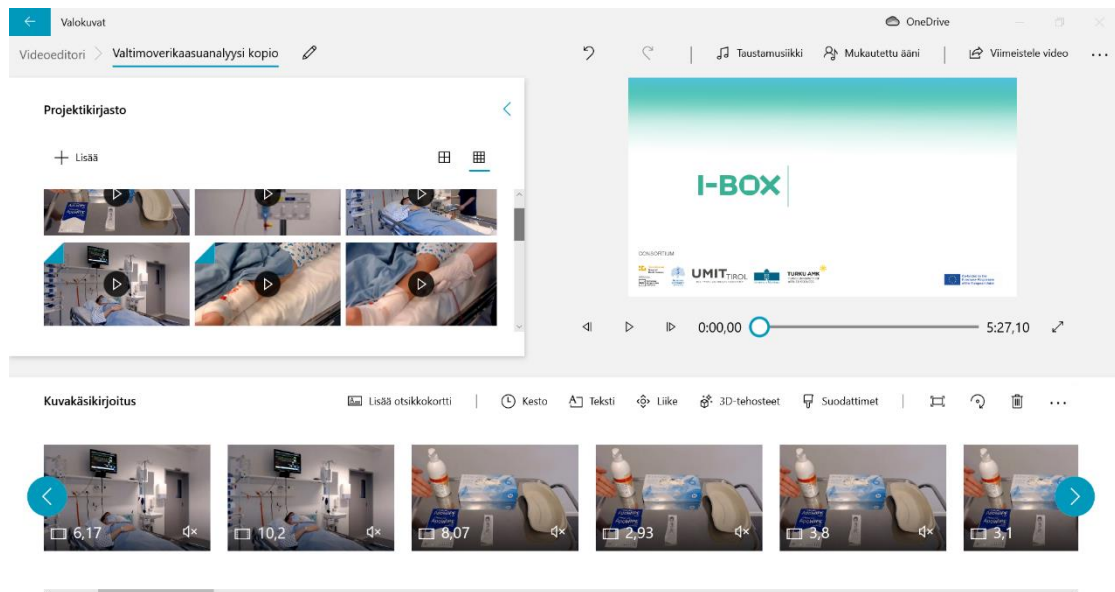 Valokuvat
OneDrive
Videoeditori > Valtimoverikaasuanalyysi kopio
Taustamusiikki
Mukautettu ääni
Viimeistele video
Projektikirjasto
+ Lisää
I-BOX
CONSORTIUM
UMIT TIROL
TURKU AMK
0:00,00
5:27,10
Kuvakäsikirjoitus
Lisää otsikkokortti
Kesto
Teksti
Liike
3D-tehosteet
Suodattimet
6,17
10,2
8,07
2,93
3,8
3,1